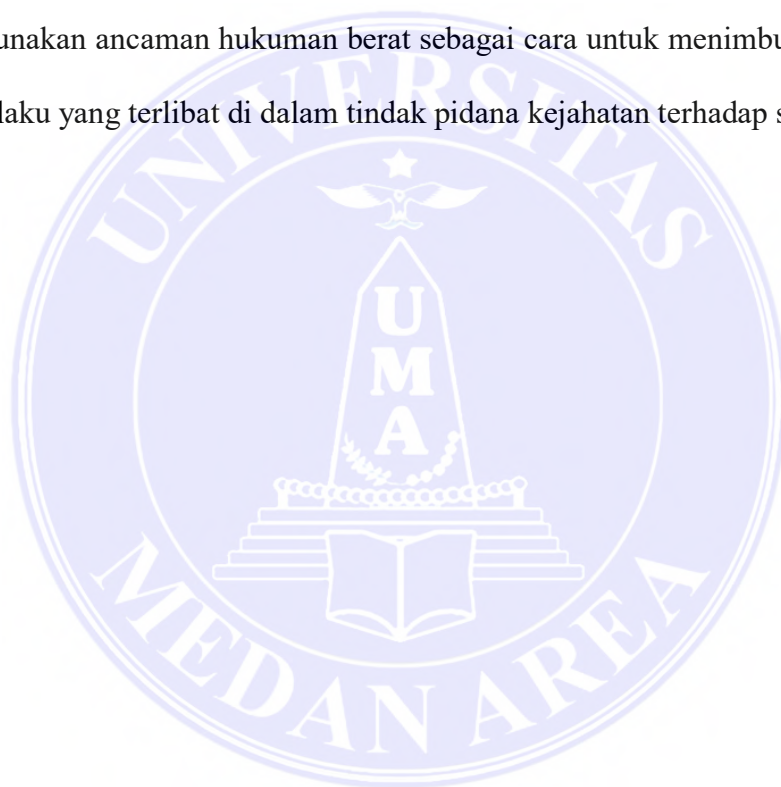 unakan ancaman hukuman berat sebagai cara untuk menimbu
laku yang terlibat di dalam tindak pidana kejahatan terhadap s
UNIVERSITAS
U
M
A
MEDAN AREA